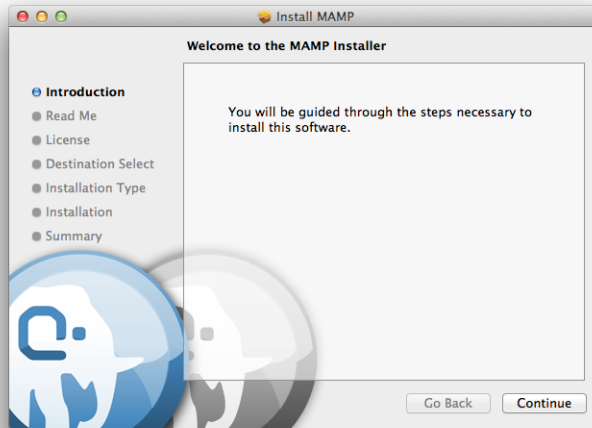 Install MAMP
Welcome to the MAMP Installer
Introduction
Read Me
License
Destination Select
Installation Type
Installation
Summary
You will be guided through the steps necessary to
install this software.
Go Back
Continue